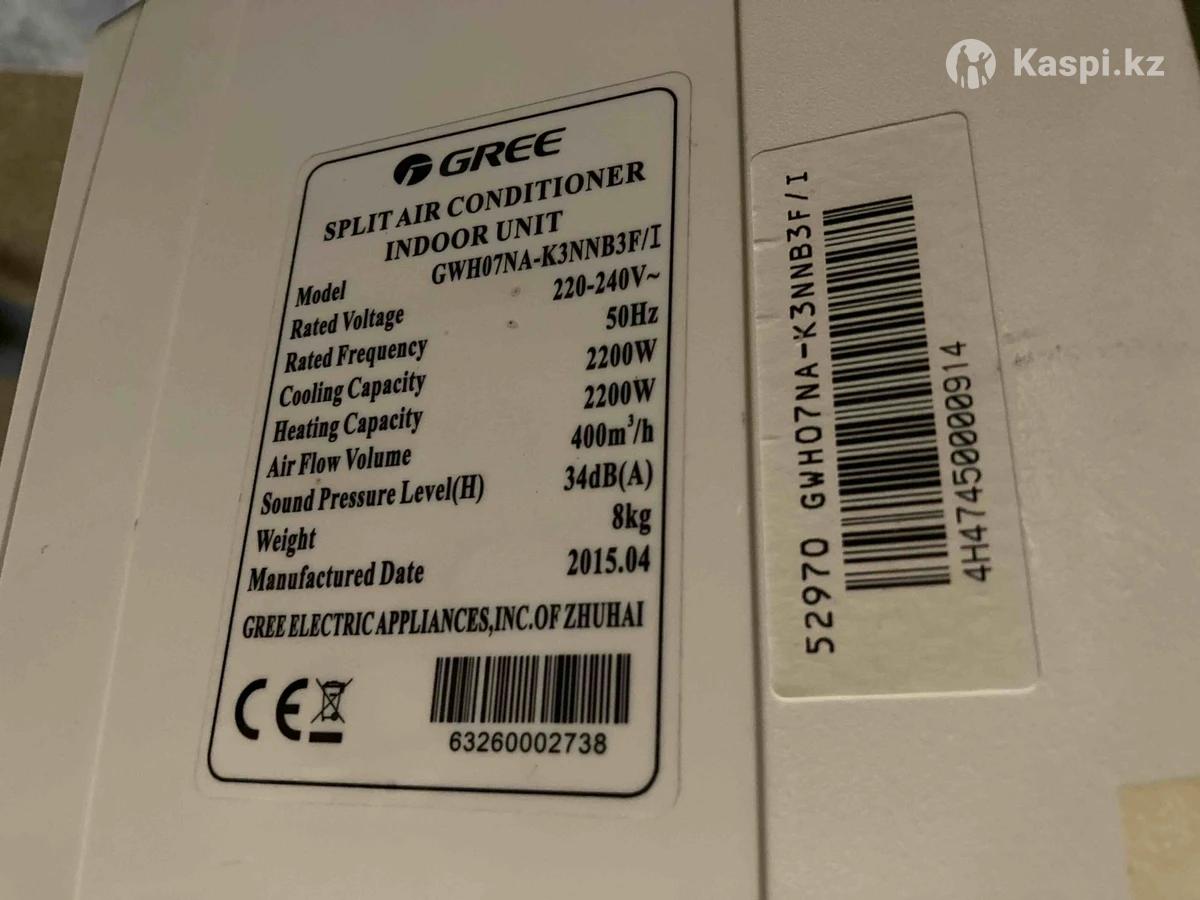 Kaspi.kz
GREE
SPLIT AIR CONDITIONER
INDOOR UNIT
Model GWH07NA-K3NNB3F/I
Rated Voltage 220-240V~
Rated Frequency 50Hz
Cooling Capacity 2200W
Heating Capacity 2200W
Air Flow Volume 400m³/h
Sound Pressure Level(H) 34dB(A)
Weight 8kg
Manufactured Date 2015.04
GREE ELECTRIC APPLIANCES,INC.OF ZHUHAI
CE
63260002738
52970 GWH07NA-K3NNB3F/I
4H47450000914